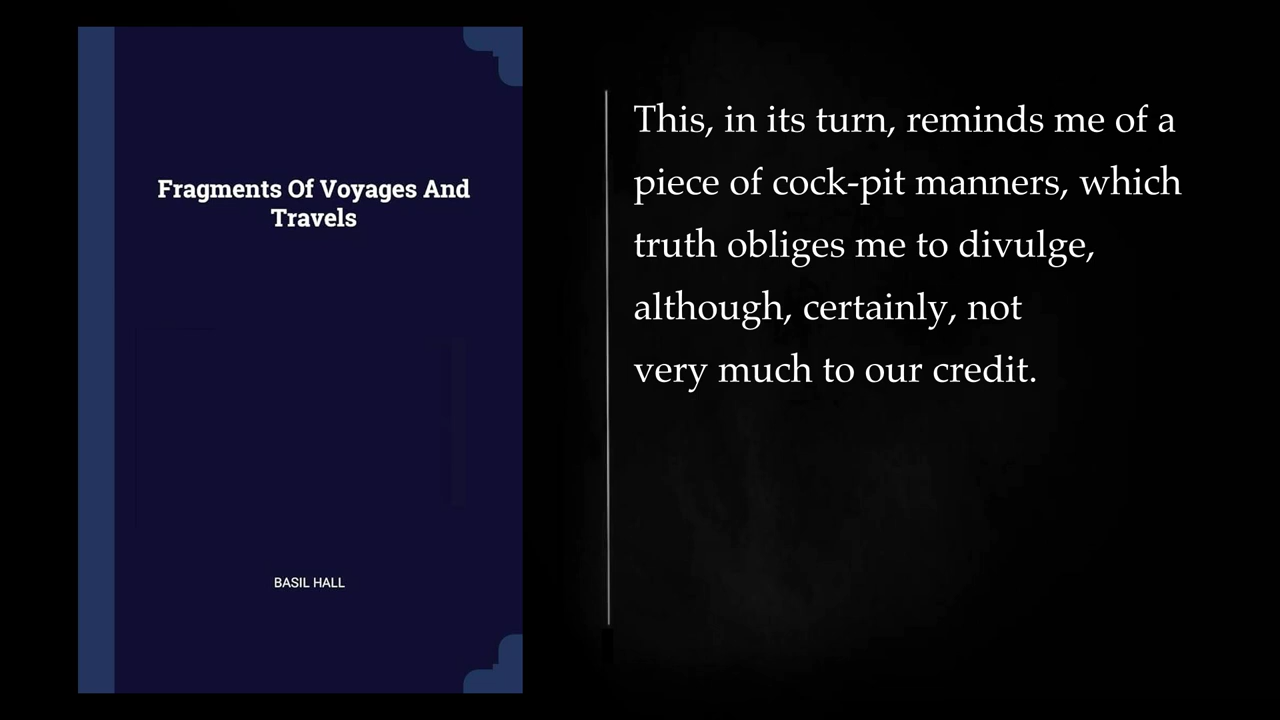 Fragments Of Voyages And
Travels
BASIL HALL
This, in its turn, reminds me of a
piece of cock-pit manners, which
truth obliges me to divulge,
although, certainly, not
very much to our credit.